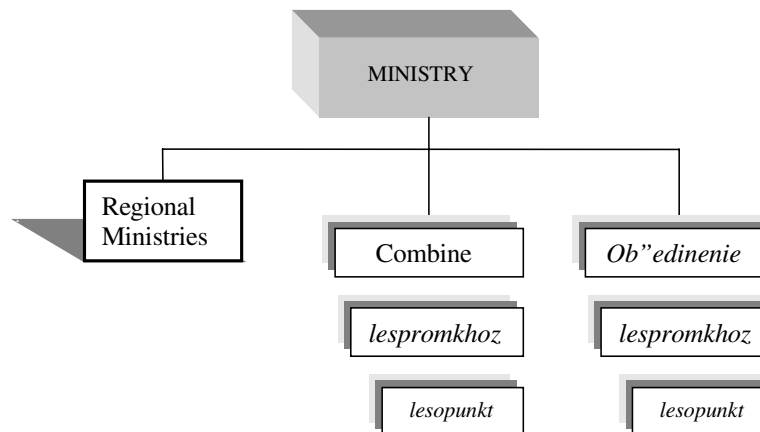 MINISTRY
Regional
Ministries
Combine
Ob”edinenie
lespromkhoz
lespromkhoz
lesopunkt
lesopunkt